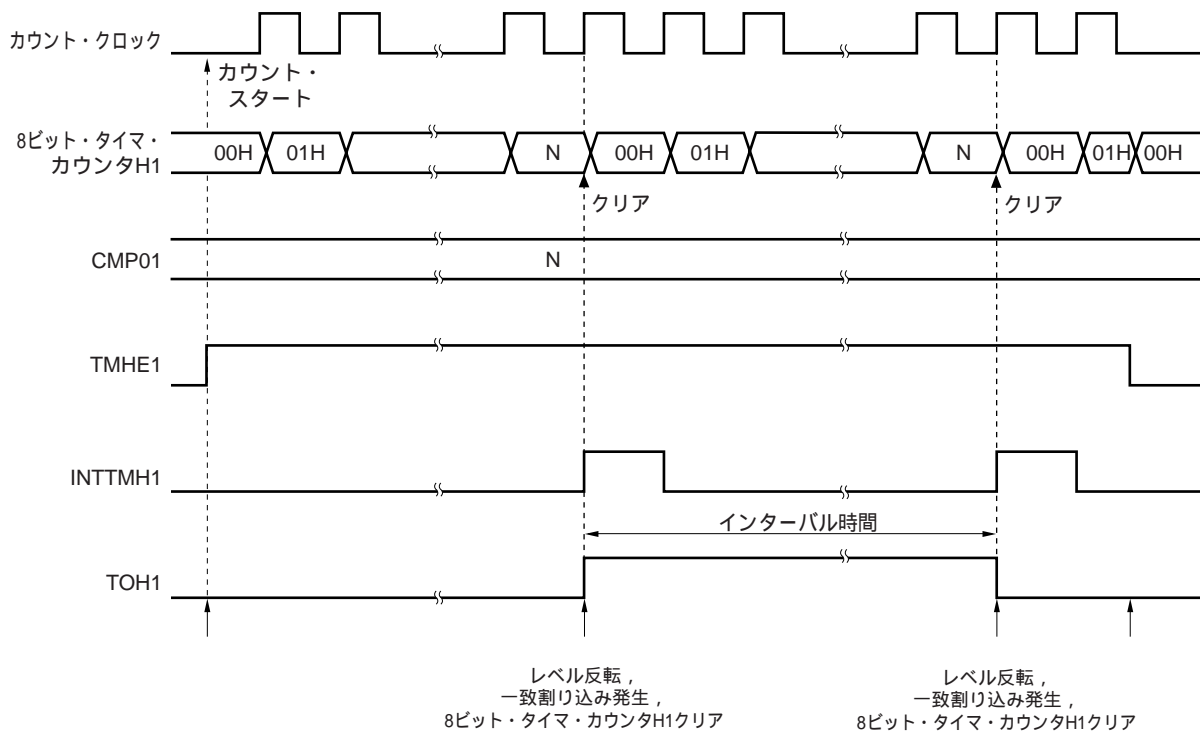 カウント・クロック
カウント・
スタート
8ビット・タイマ・
カウンタH1
00H 01H N 00H 01H N 00H 01H 00H
クリア クリア
CMP01 N
TMHE1
INTTMH1
インターバル時間
TOH1
レベル反転，
一致割り込み発生，
8ビット・タイマ・カウンタH1クリア
レベル反転，
一致割り込み発生，
8ビット・タイマ・カウンタH1クリア